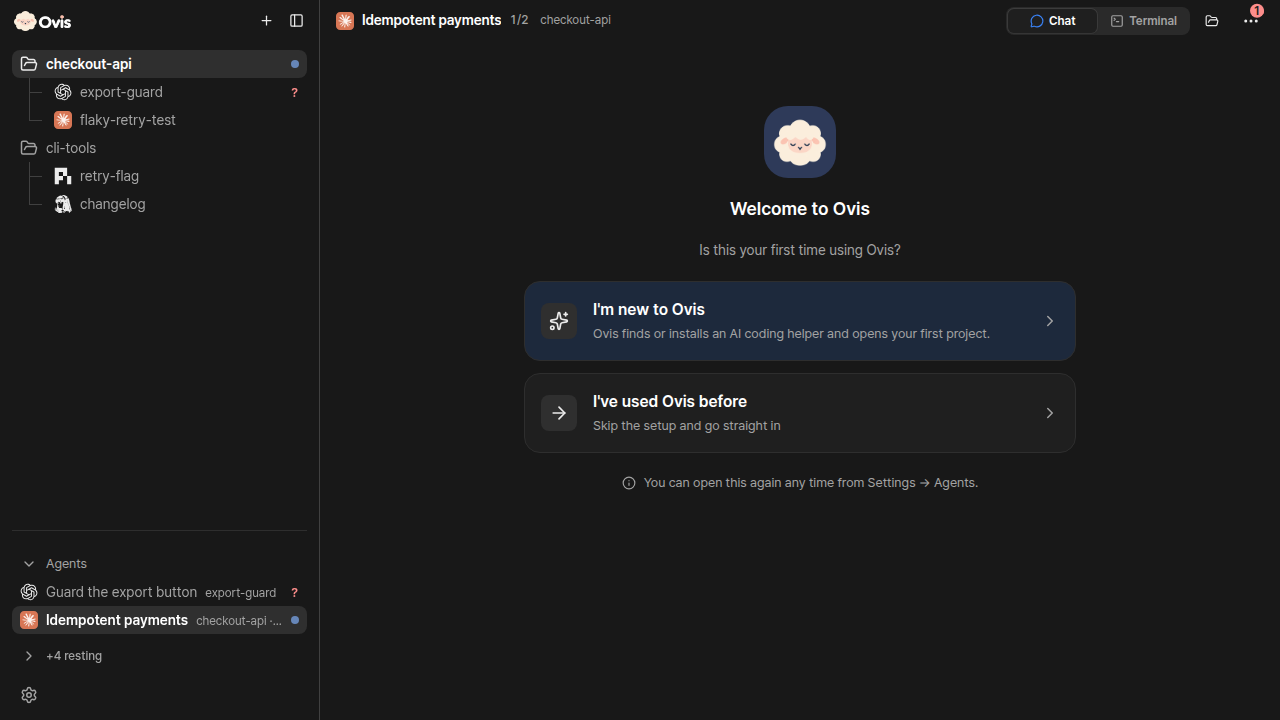 Ovis
Idempotent payments 1/2 checkout-api
Chat
Terminal
1
checkout-api
export-guard ?
flaky-retry-test
cli-tools
retry-flag
changelog
Welcome to Ovis
Is this your first time using Ovis?
I'm new to Ovis
Ovis finds or installs an AI coding helper and opens your first project.
I've used Ovis before
Skip the setup and go straight in
You can open this again any time from Settings → Agents.
Agents
Guard the export button export-guard ?
Idempotent payments checkout-api ·...
+4 resting